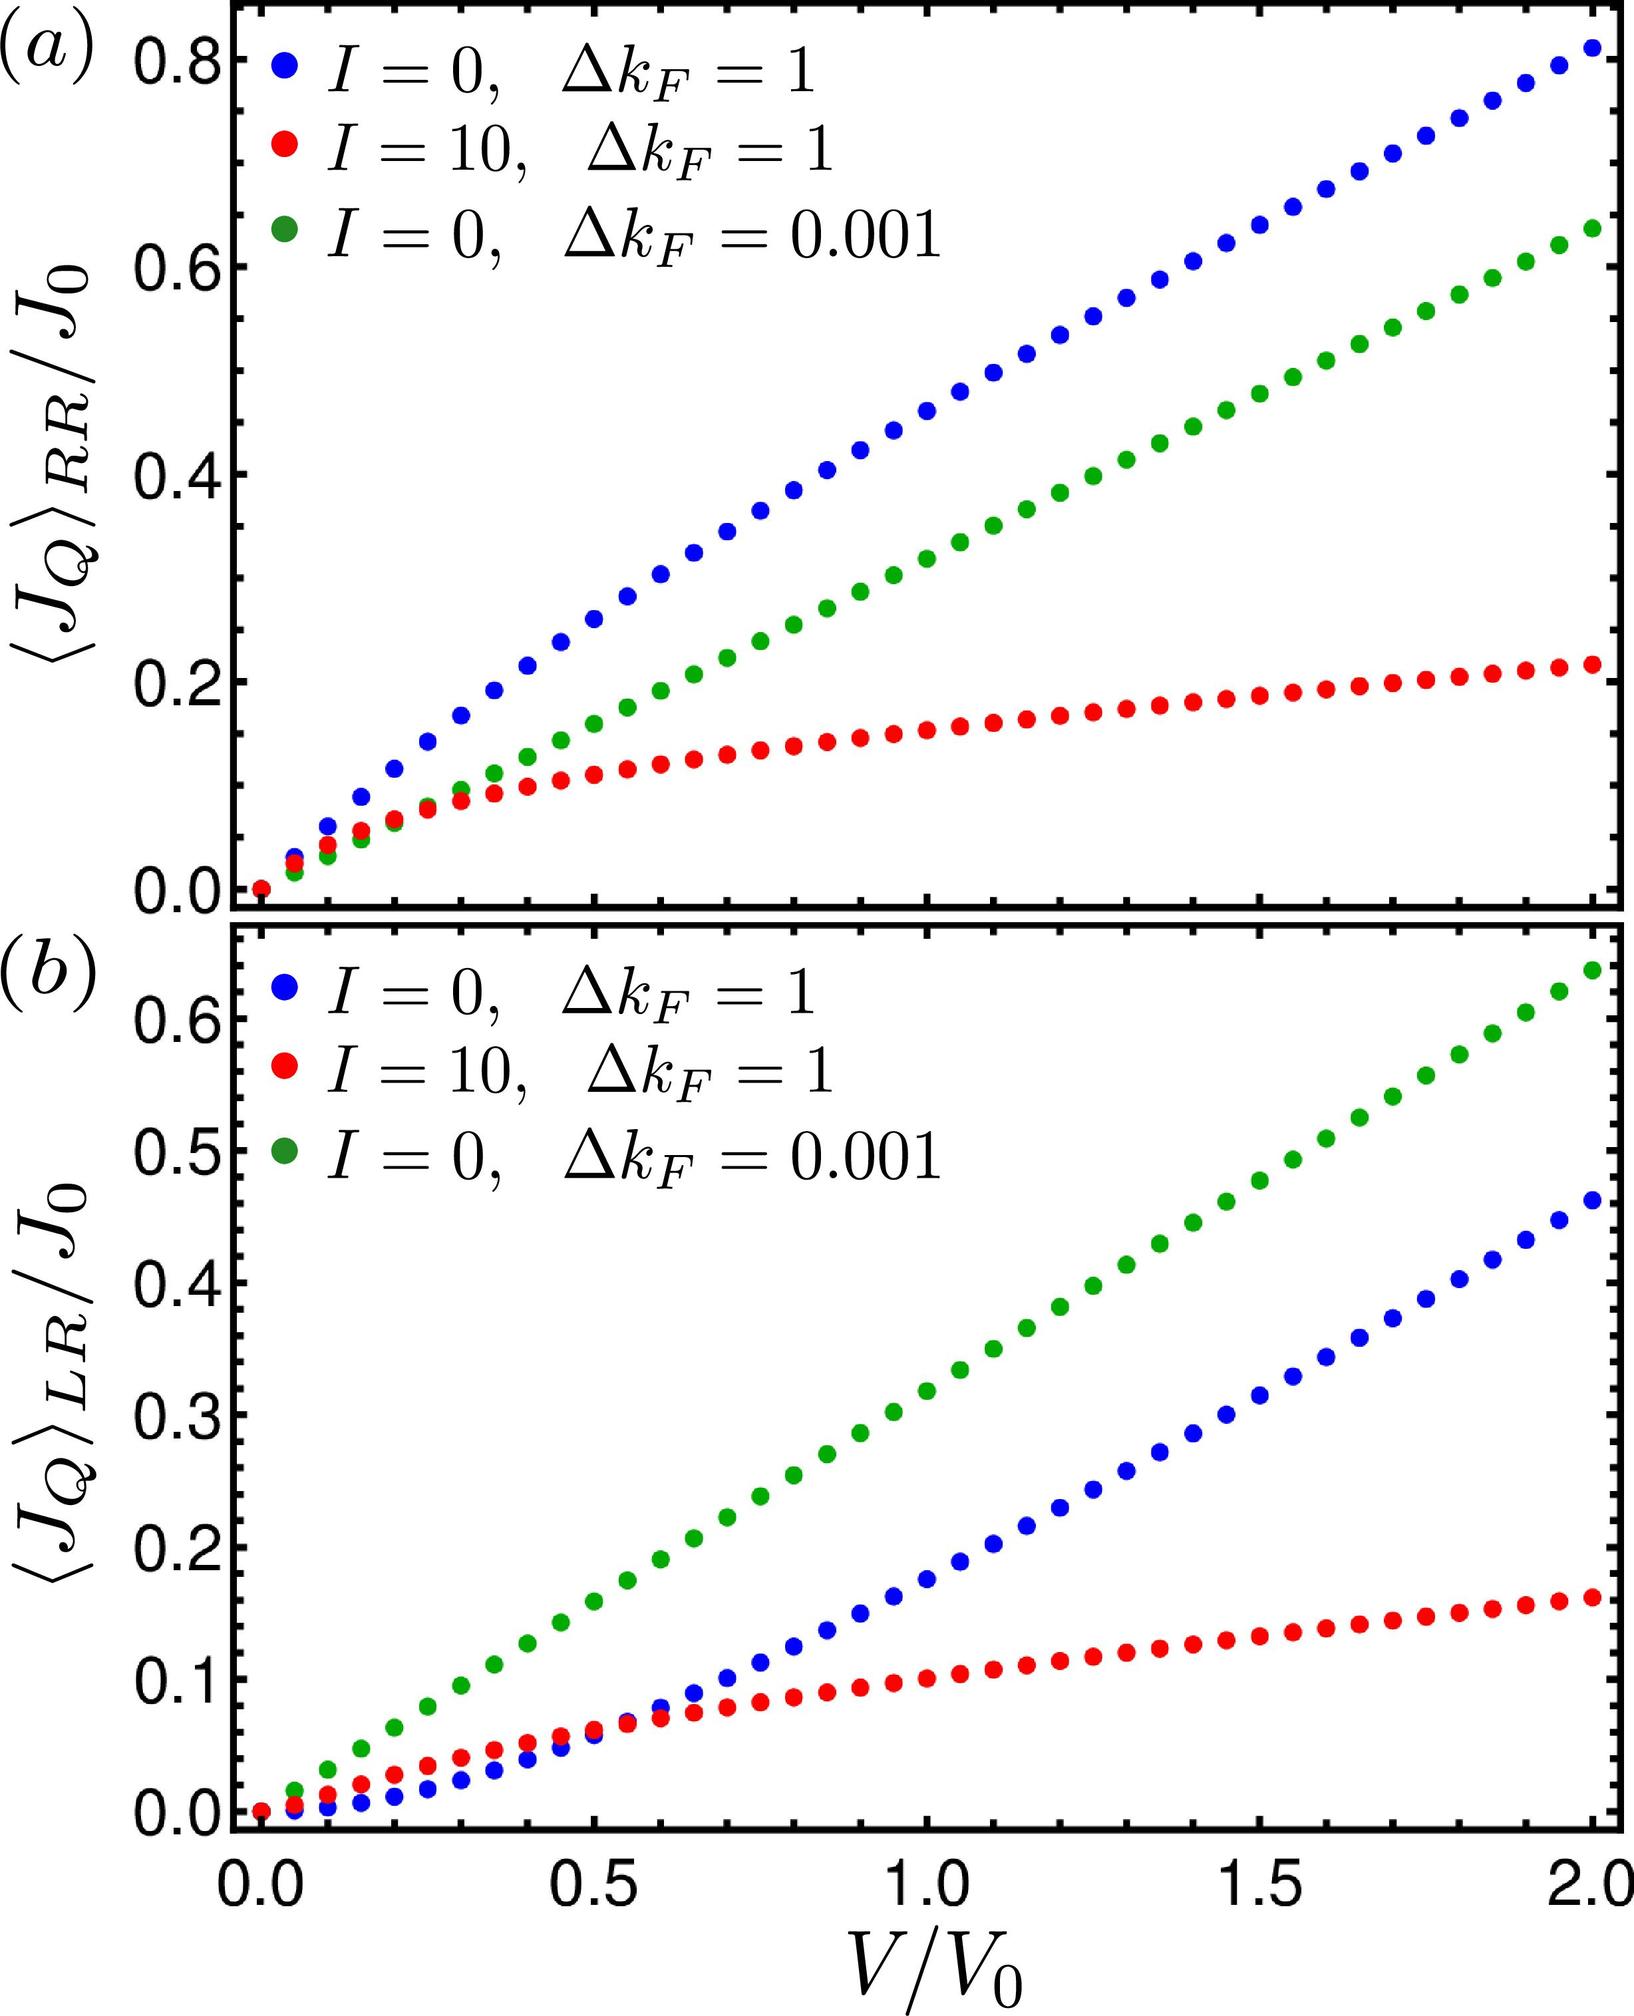 (a)
I = 0, Δk_F = 1
I = 10, Δk_F = 1
I = 0, Δk_F = 0.001
⟨J_Q⟩_RR/J_0
0.8
0.6
0.4
0.2
0.0
(b)
I = 0, Δk_F = 1
I = 10, Δk_F = 1
I = 0, Δk_F = 0.001
⟨J_Q⟩_LR/J_0
0.6
0.5
0.4
0.3
0.2
0.1
0.0
0.0 0.5 1.0 1.5 2.0
V/V_0